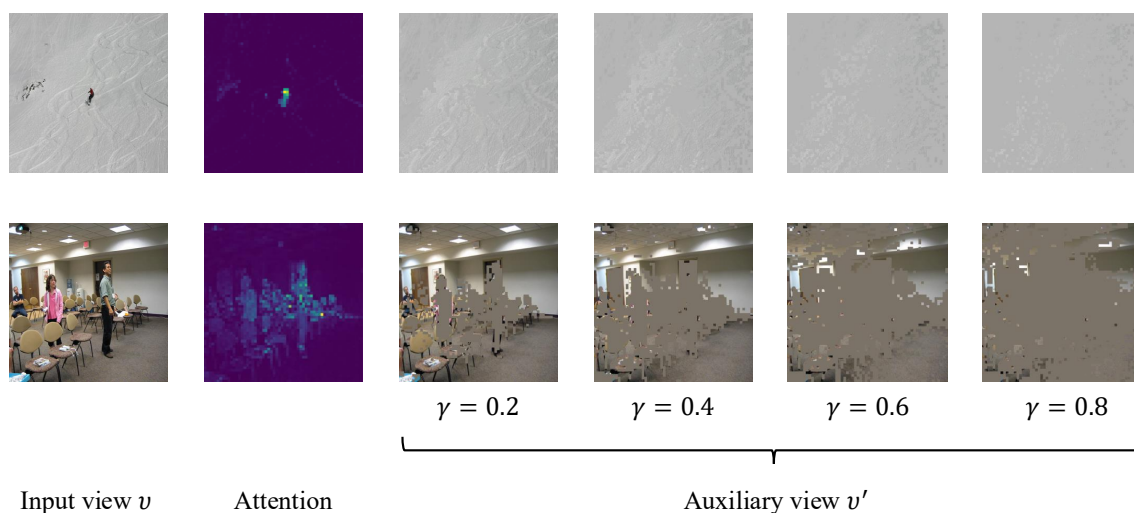 γ = 0.2 γ = 0.4 γ = 0.6 γ = 0.8
Input view υ Attention Auxiliary view υ′